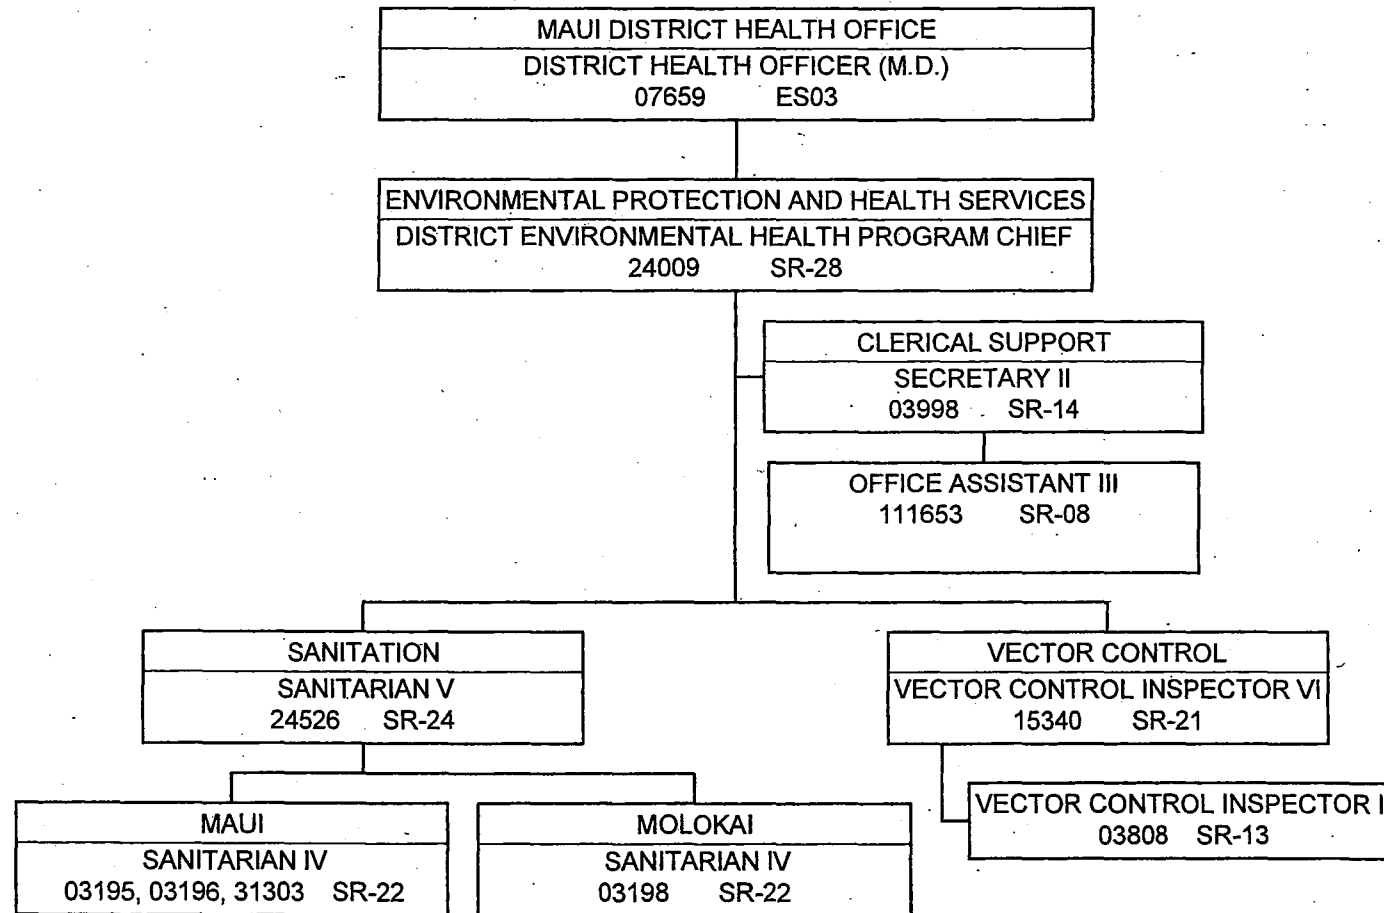 MAUI DISTRICT HEALTH OFFICE
DISTRICT HEALTH OFFICER (M.D.)
07659 ES03
ENVIRONMENTAL PROTECTION AND HEALTH SERVICES
DISTRICT ENVIRONMENTAL HEALTH PROGRAM CHIEF
24009 SR-28
CLERICAL SUPPORT
SECRETARY II
03998 SR-14
OFFICE ASSISTANT III
111653 SR-08
SANITATION
SANITARIAN V
24526 SR-24
VECTOR CONTROL
VECTOR CONTROL INSPECTOR VI
15340 SR-21
MAUI
SANITARIAN IV
03195, 03196, 31303 SR-22
MOLOKAI
SANITARIAN IV
03198 SR-22
VECTOR CONTROL INSPECTOR I
03808 SR-13